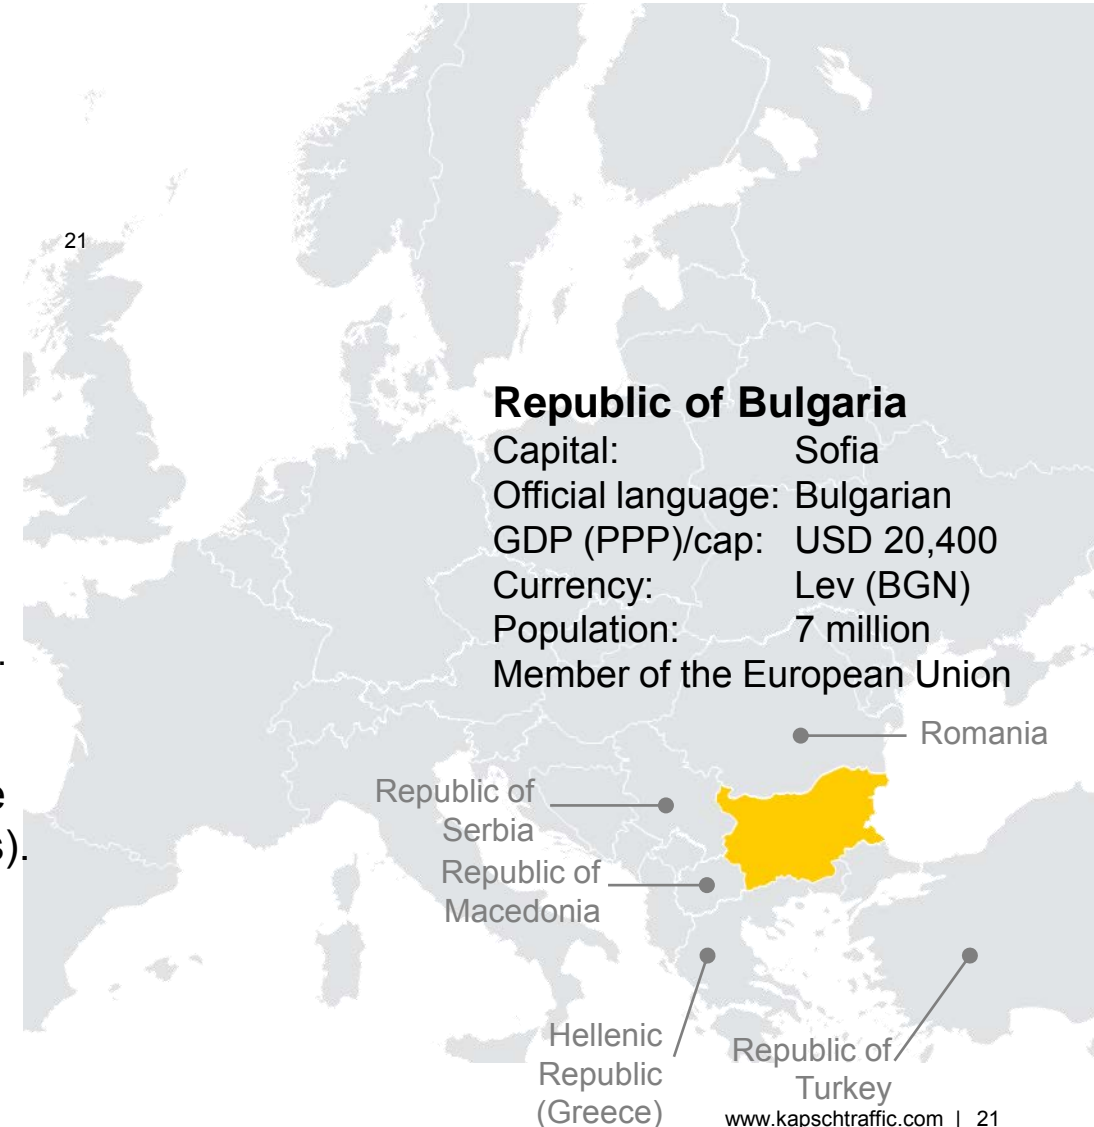 21
Republic of Bulgaria
Capital: Sofia
Official language: Bulgarian
GDP (PPP)/cap: USD 20,400
Currency: Lev (BGN)
Population: 7 million
Member of the European Union
Romania
Republic of
Serbia
Republic of
Macedonia
Hellenic
Republic
(Greece)
Republic of
Turkey
s).
www.kapschtraffic.com | 21